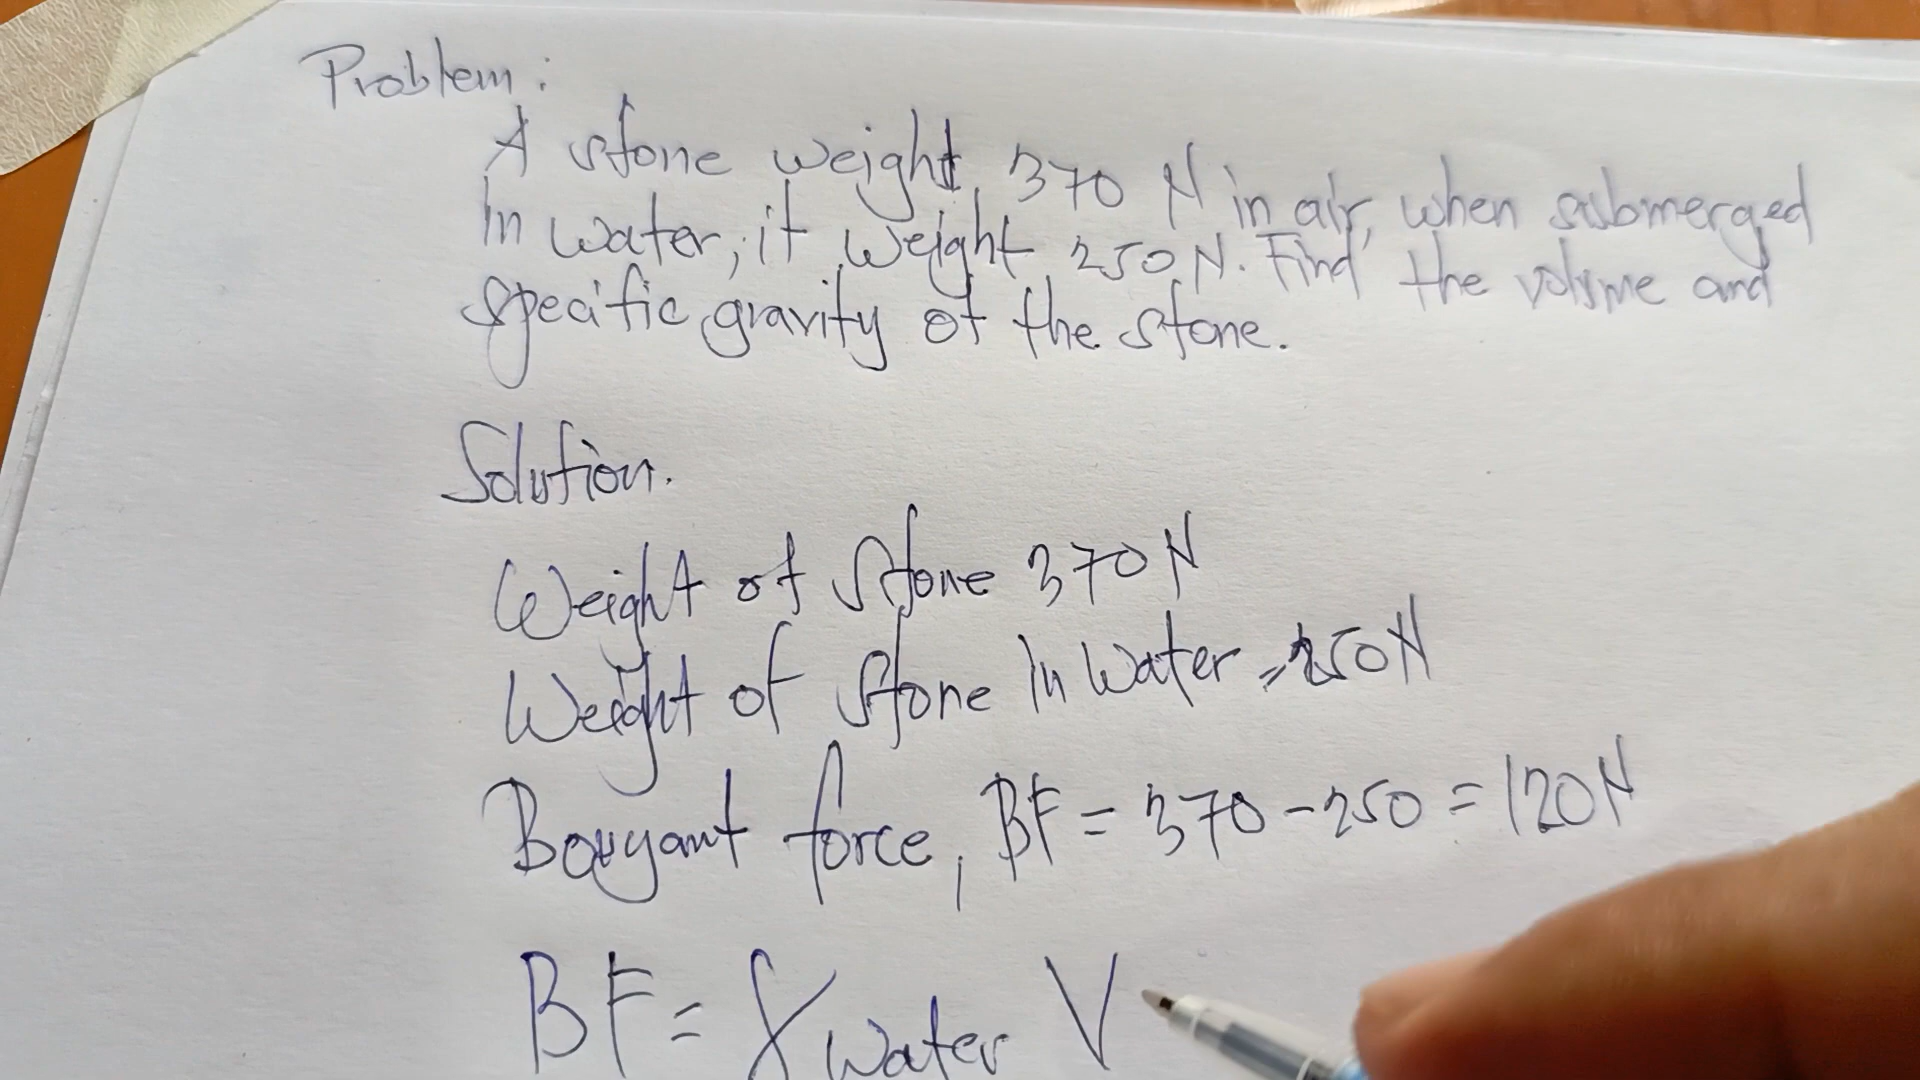 Problem:
A stone weight 370 N in air, when submerged
in water, it weight 250 N. Find the volume and
specific gravity of the stone.
Solution.
Weight of stone 370 N
Weight of stone in water = 250 N
Bouyant force, BF = 370 - 250 = 120 N
BF = γ water V